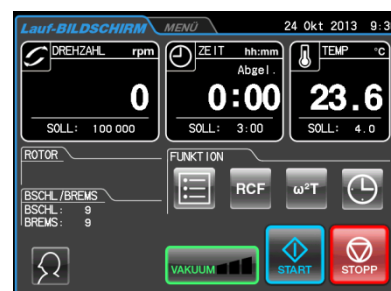 Lauf-BILDSCHIRM MENÜ 24 Okt 2013 9:3
DREHZAHL rpm
0
SOLL: 100 000
ZEIT hh:mm
Abgel.
0:00
SOLL: 3:00
TEMP °C
23.6
SOLL: 4.0
ROTOR
BSCHL/BREMS
BSCHL: 9
BREMS: 9
FUNKTION
RCF
ω²T
VAKUUM
START
STOPP